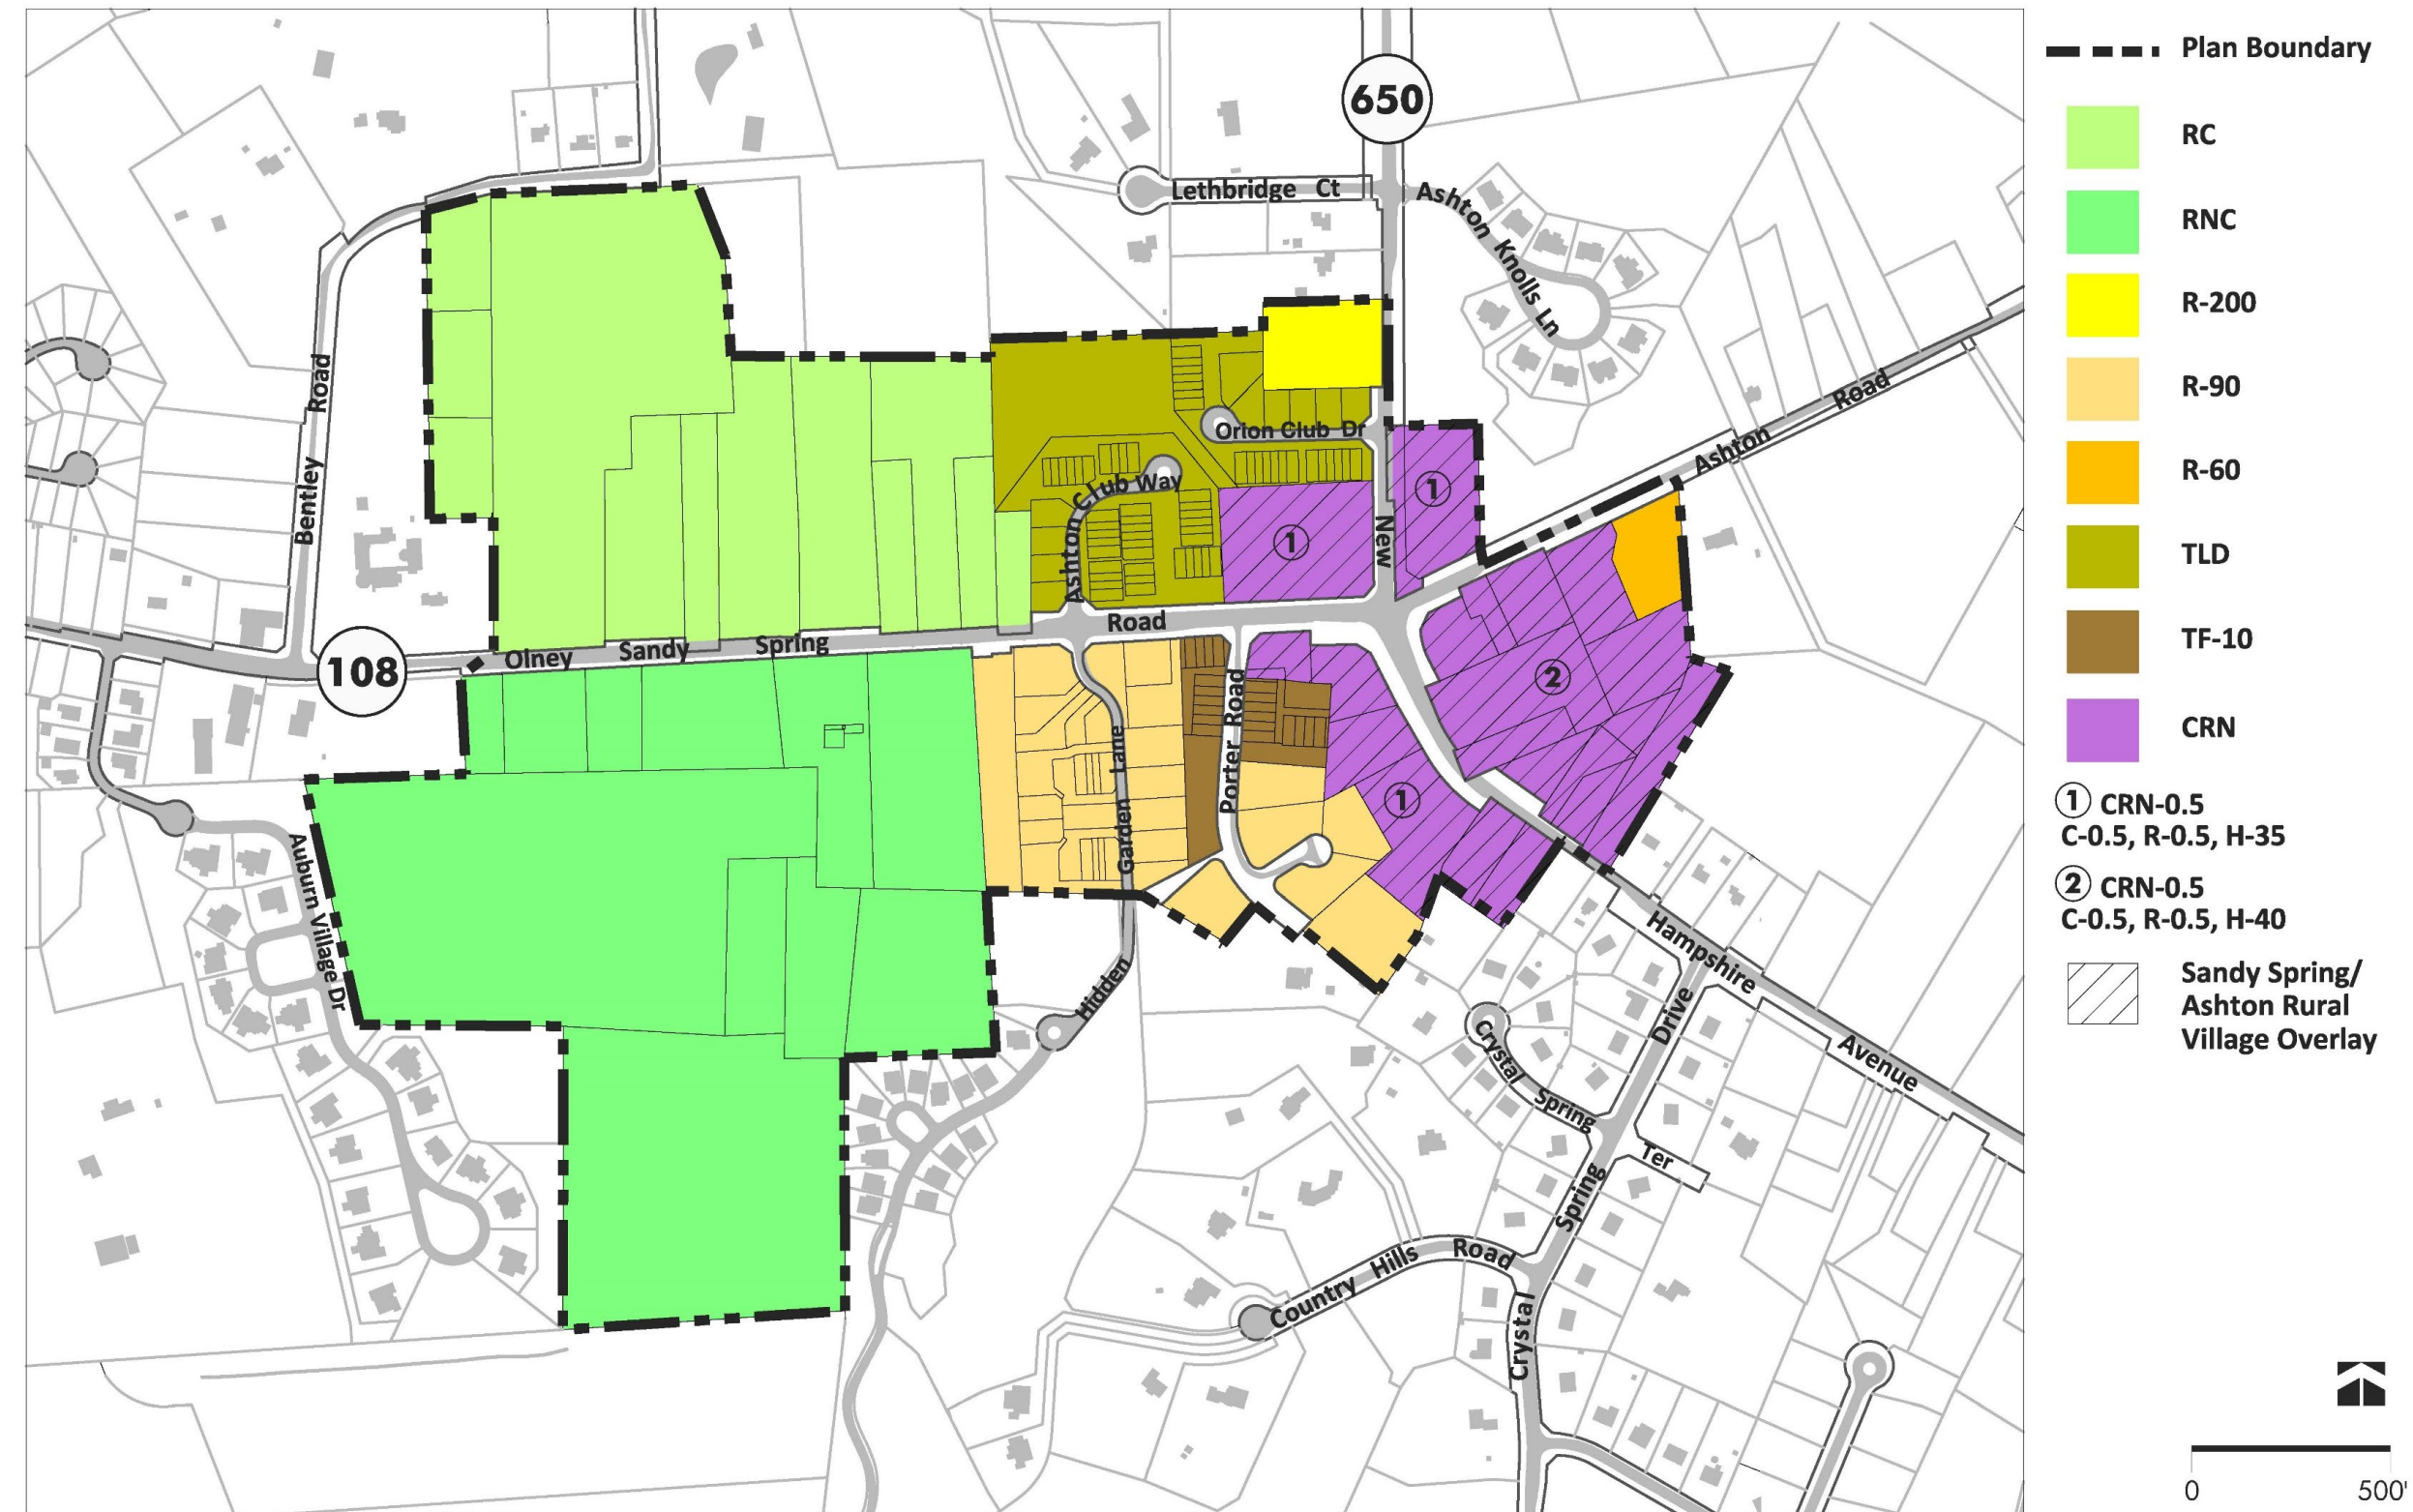 650
Lethbridge Ct
Ashton Knolls Ln
Bentley Road
Orion Club Dr
Ashton Road
Ashton Club Way
1
1
New
108
Olney Sandy Spring Road
2
Porter Road
Garden Lane
1
Auburn Village Dr
Hidden
Hampshire
Avenue
Drive
Crystal Spring
Ter
Spring
Country Hills Road
Crystal
Plan Boundary
RC
RNC
R-200
R-90
R-60
TLD
TF-10
CRN
1 CRN-0.5
C-0.5, R-0.5, H-35
2 CRN-0.5
C-0.5, R-0.5, H-40
Sandy Spring/
Ashton Rural
Village Overlay
0 500'